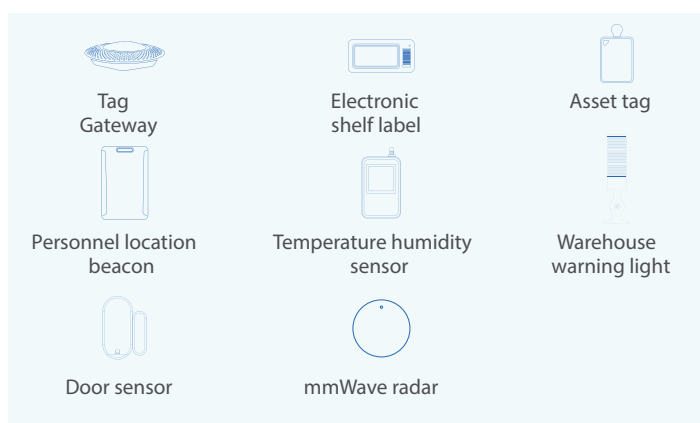 Tag
Gateway
Electronic
shelf label
Asset tag
Personnel location
beacon
Temperature humidity
sensor
Warehouse
warning light
Door sensor
mmWave radar